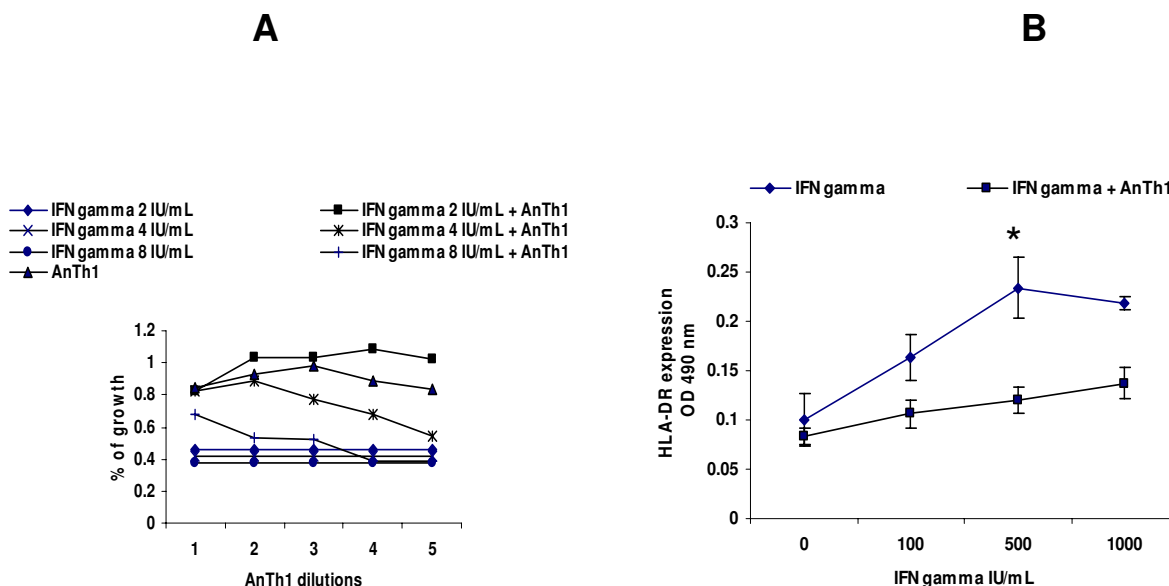 A
B
IFN gamma 2 IU/mL
IFN gamma 2 IU/mL + AnTh1
IFN gamma 4 IU/mL
IFN gamma 4 IU/mL + AnTh1
IFN gamma 8 IU/mL
IFN gamma 8 IU/mL + AnTh1
AnTh1
% of growth
1.2
1
0.8
0.6
0.4
0.2
0
1 2 3 4 5
AnTh1 dilutions
IFN gamma
IFN gamma + AnTh1
HLA-DR expression
OD 490 nm
0.3
0.25
0.2
0.15
0.1
0.05
0
*
0 100 500 1000
IFN gamma IU/mL